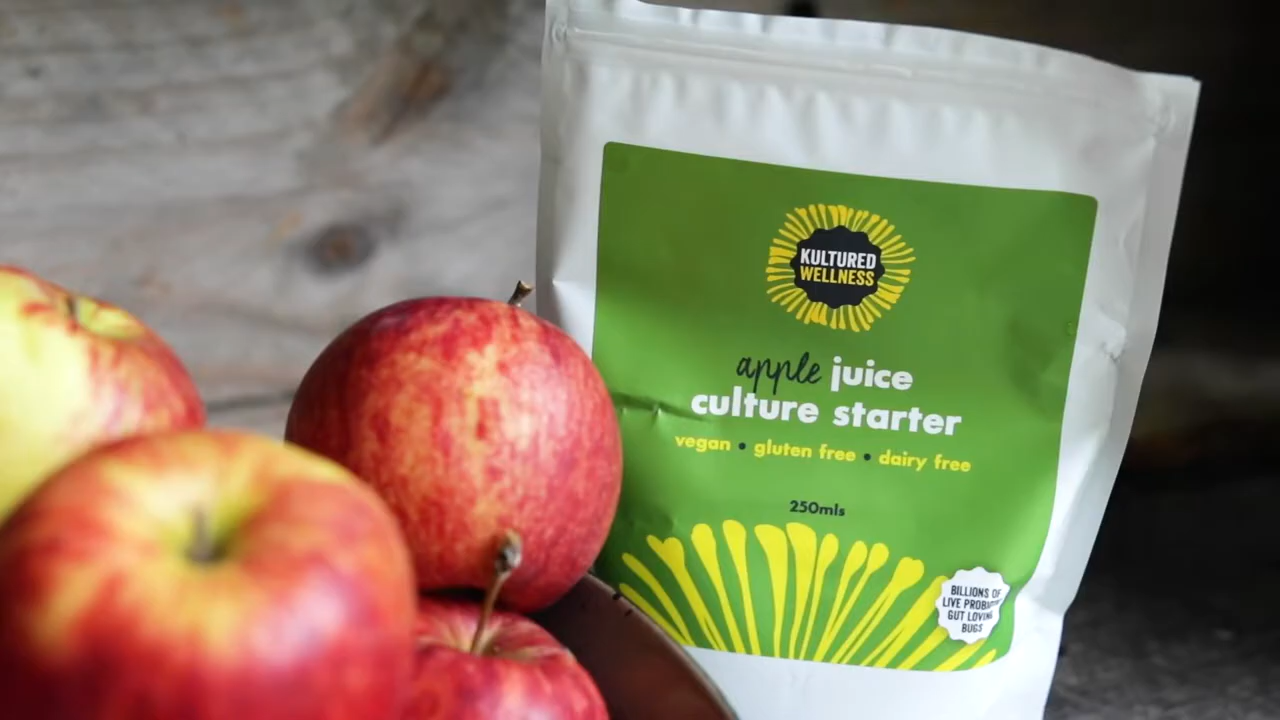 KULTURED
WELLNESS
apple juice
culture starter
vegan • gluten free • dairy free
250mls
BILLIONS OF
LIVE PROBIOTIC
GUT LOVING
BUGS